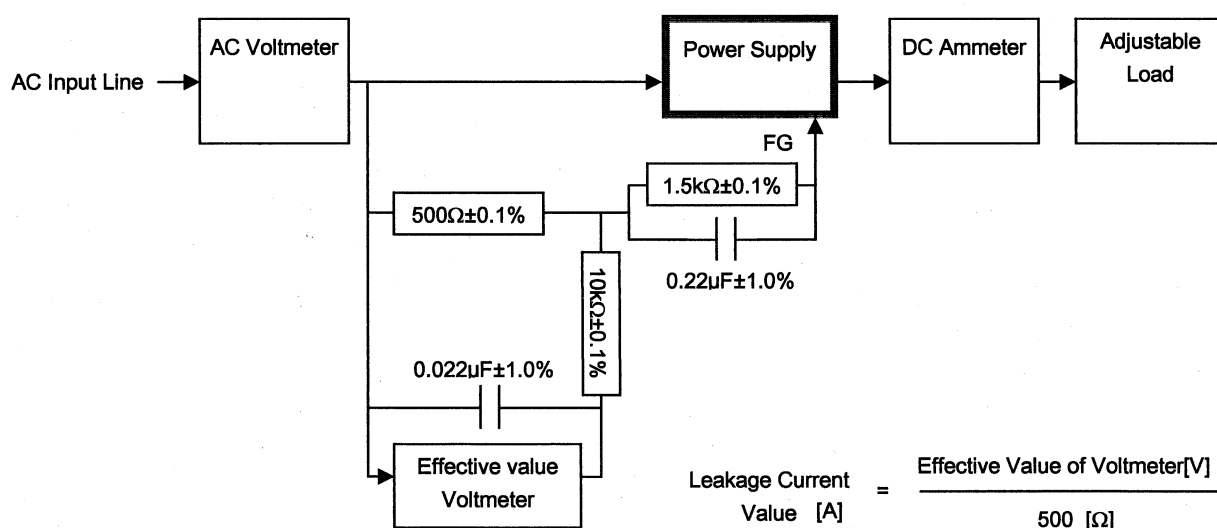 AC Voltmeter
Power Supply
DC Ammeter
Adjustable
Load
AC Input Line
FG
1.5kΩ±0.1%
500Ω±0.1%
0.22µF±1.0%
10kΩ±0.1%
0.022µF±1.0%
Effective value
Voltmeter
Leakage Current
Value [A]
=
Effective Value of Voltmeter[V]
500 [Ω]